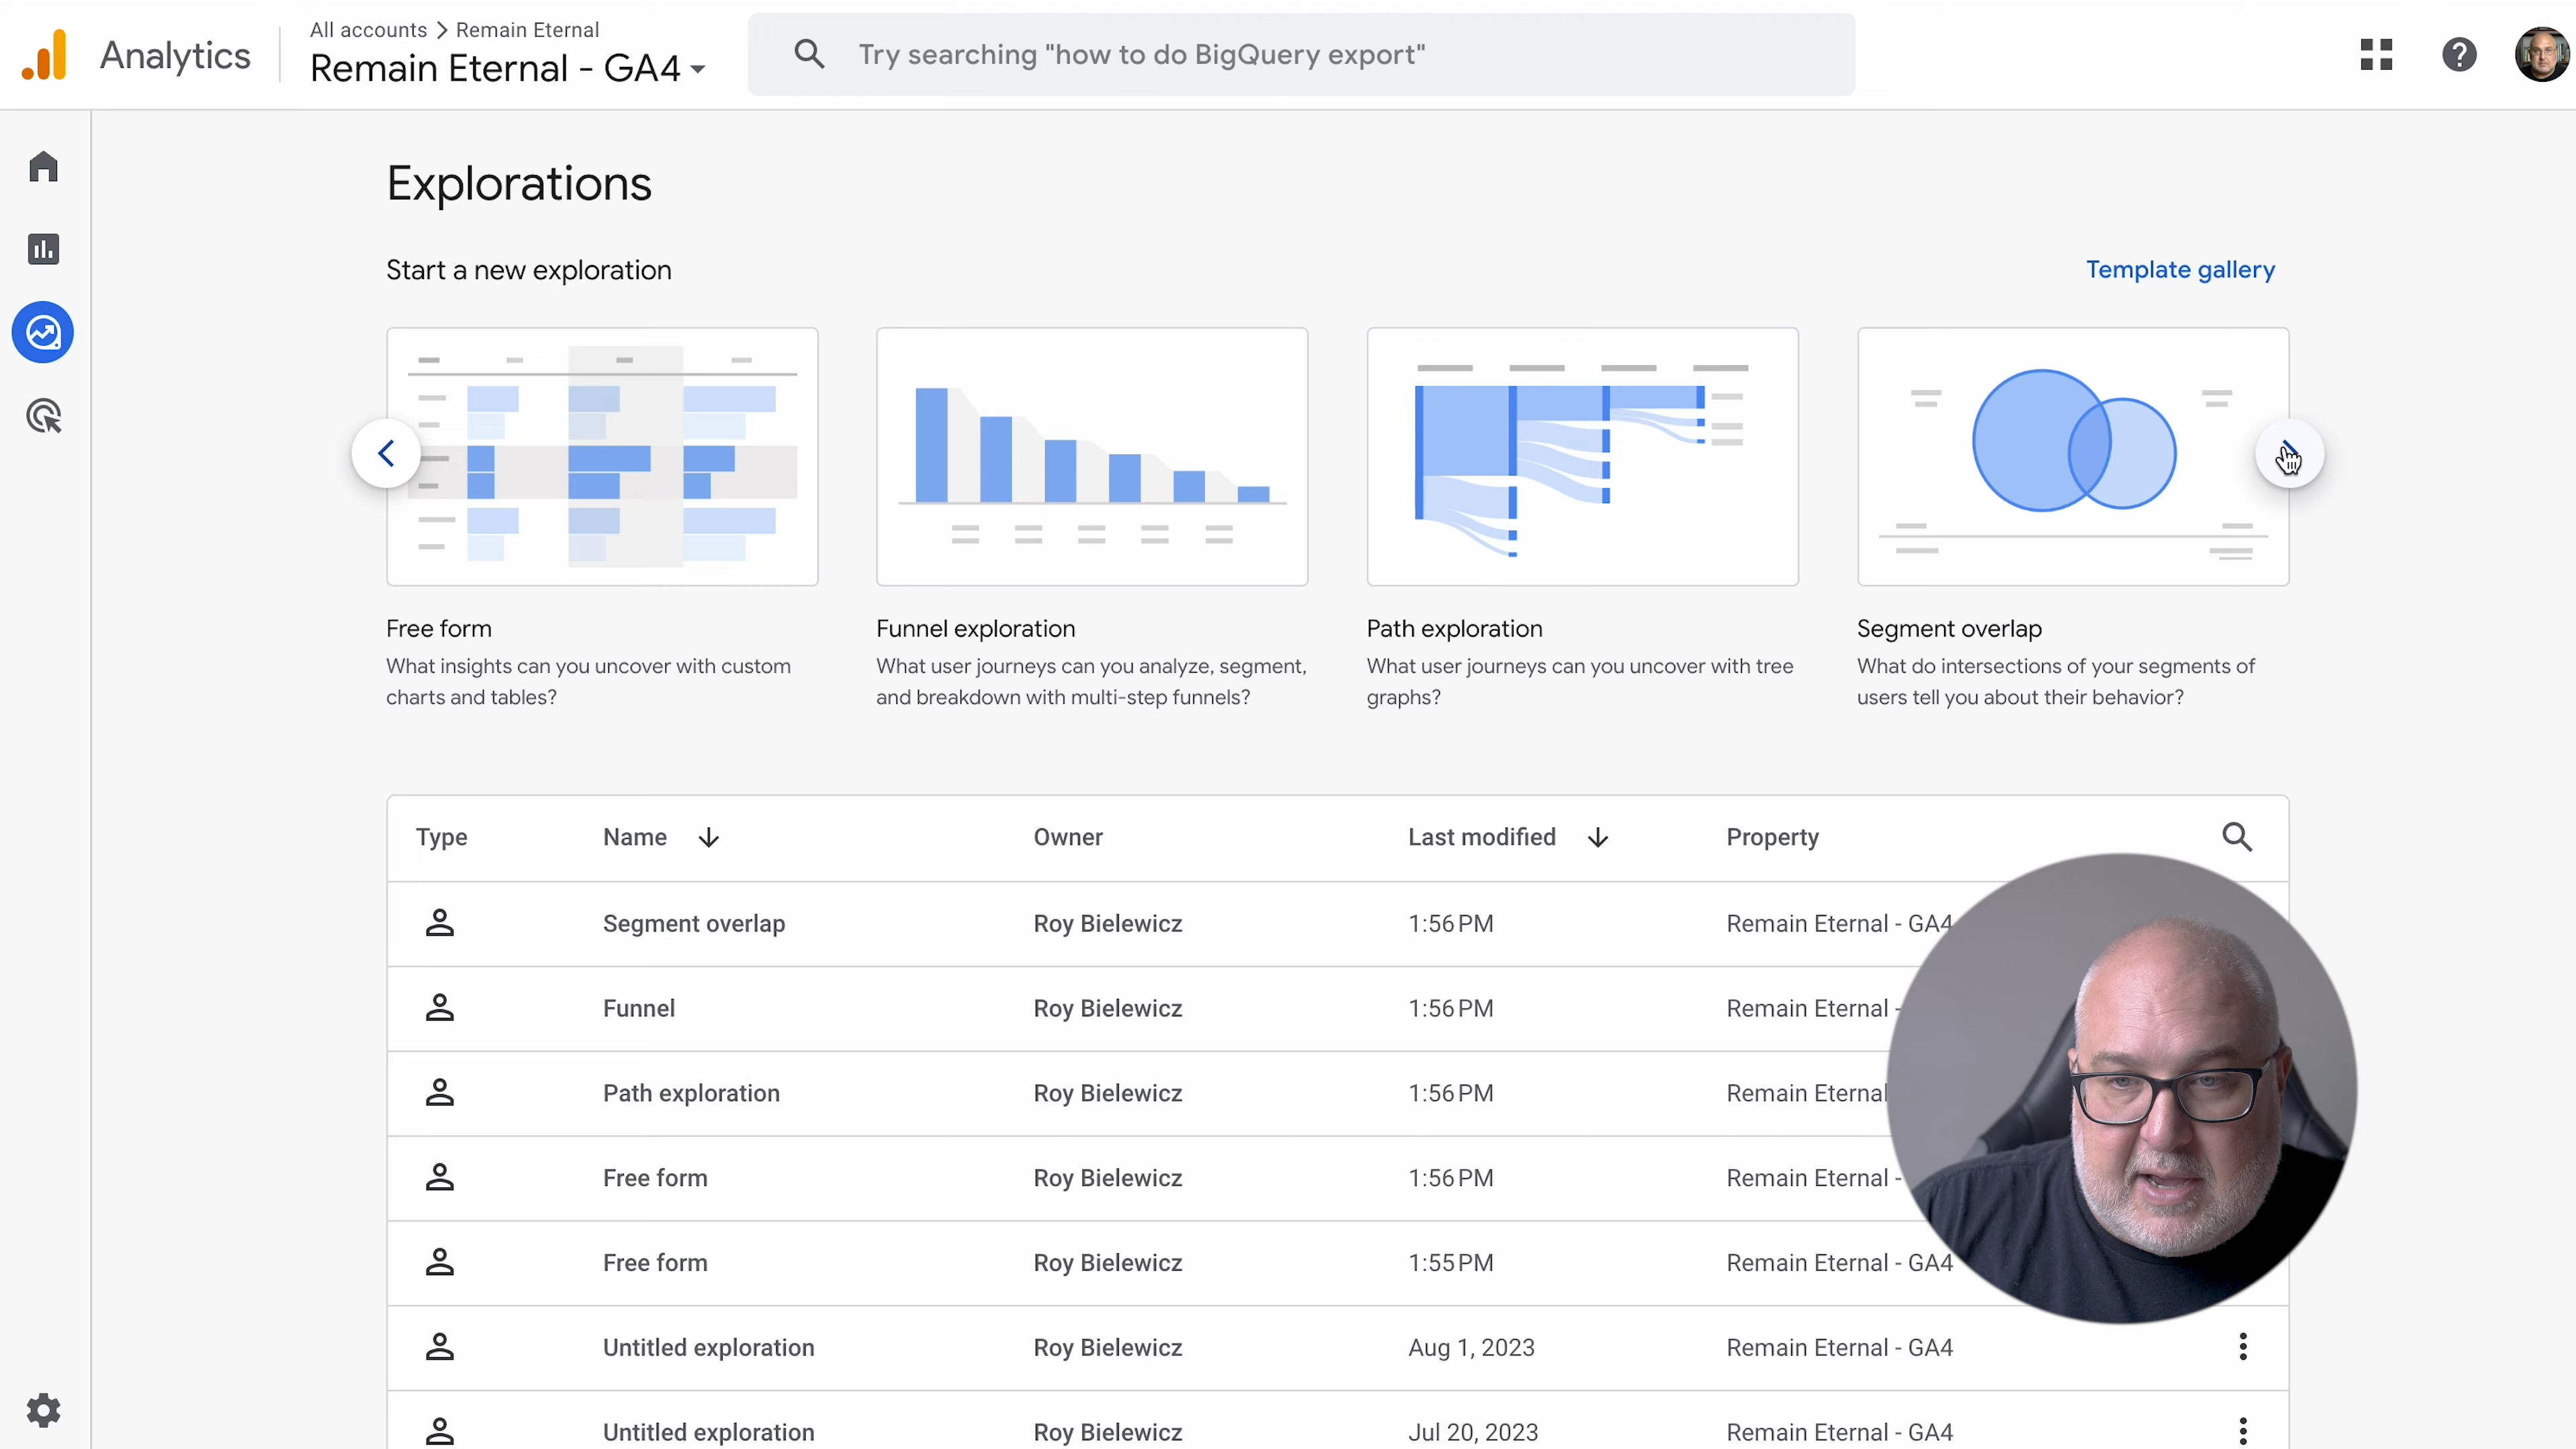 Analytics
All accounts > Remain Eternal
Remain Eternal - GA4
Try searching "how to do BigQuery export"
Explorations
Start a new exploration
Template gallery
Free form
What insights can you uncover with custom
charts and tables?
Funnel exploration
What user journeys can you analyze, segment,
and breakdown with multi-step funnels?
Path exploration
What user journeys can you uncover with tree
graphs?
Segment overlap
What do intersections of your segments of
users tell you about their behavior?
Type Name Owner Last modified Property
Segment overlap Roy Bielewicz 1:56 PM Remain Eternal - GA4
Funnel Roy Bielewicz 1:56 PM Remain Eternal -
Path exploration Roy Bielewicz 1:56 PM Remain Eternal
Free form Roy Bielewicz 1:56 PM Remain Eternal -
Free form Roy Bielewicz 1:55 PM Remain Eternal - GA4
Untitled exploration Roy Bielewicz Aug 1, 2023 Remain Eternal - GA4
Untitled exploration Roy Bielewicz Jul 20, 2023 Remain Eternal - GA4